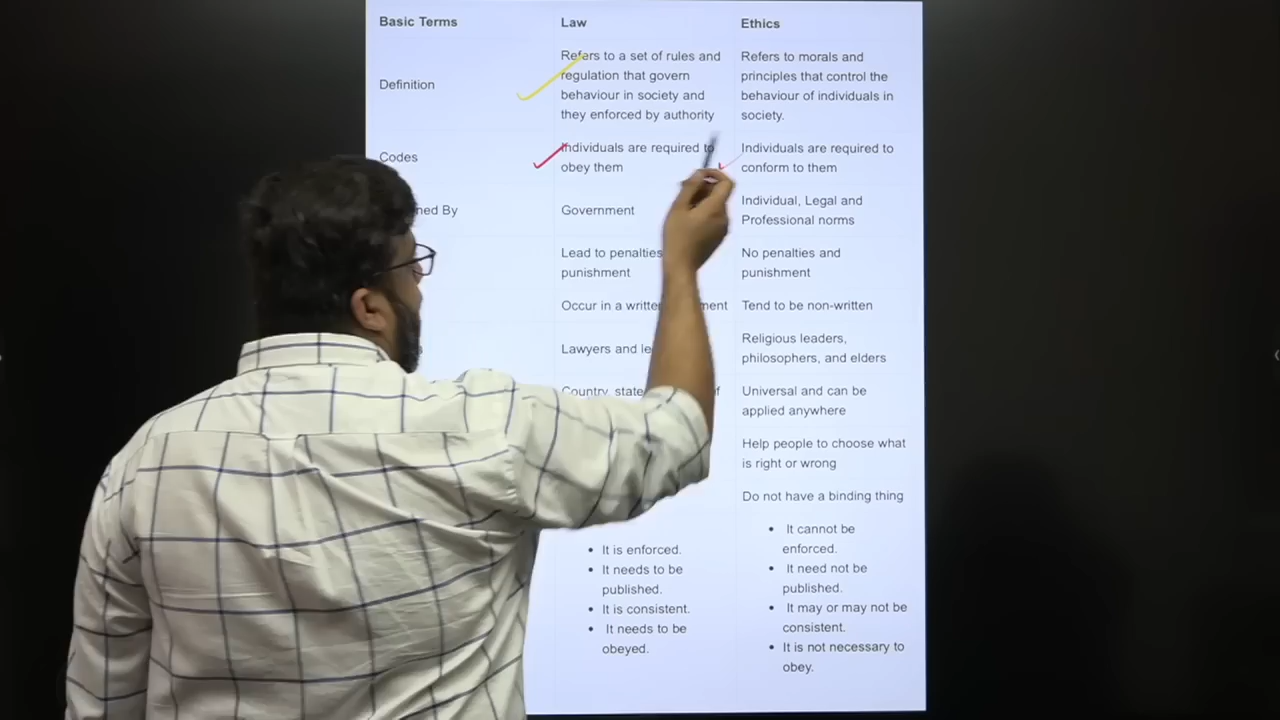 Basic Terms Law Ethics
Definition
Refers to a set of rules and
regulation that govern
behaviour in society and
they enforced by authority
Refers to morals and
principles that control the
behaviour of individuals in
society.
Codes
Individuals are required to
obey them
Individuals are required to
conform to them
By
Government
Individual, Legal and
Professional norms
Lead to penalties
punishment
No penalties and
punishment
Occur in a
Tend to be non-written
Lawyers and
Religious leaders,
philosophers, and elders
Country,
Universal and can be
applied anywhere
Help people to choose what
is right or wrong
Do not have a binding thing
• It is enforced.
• It needs to be
published.
• It is consistent.
• It needs to be
obeyed.
• It cannot be
enforced.
• It need not be
published.
• It may or may not be
consistent.
• It is not necessary to
obey.